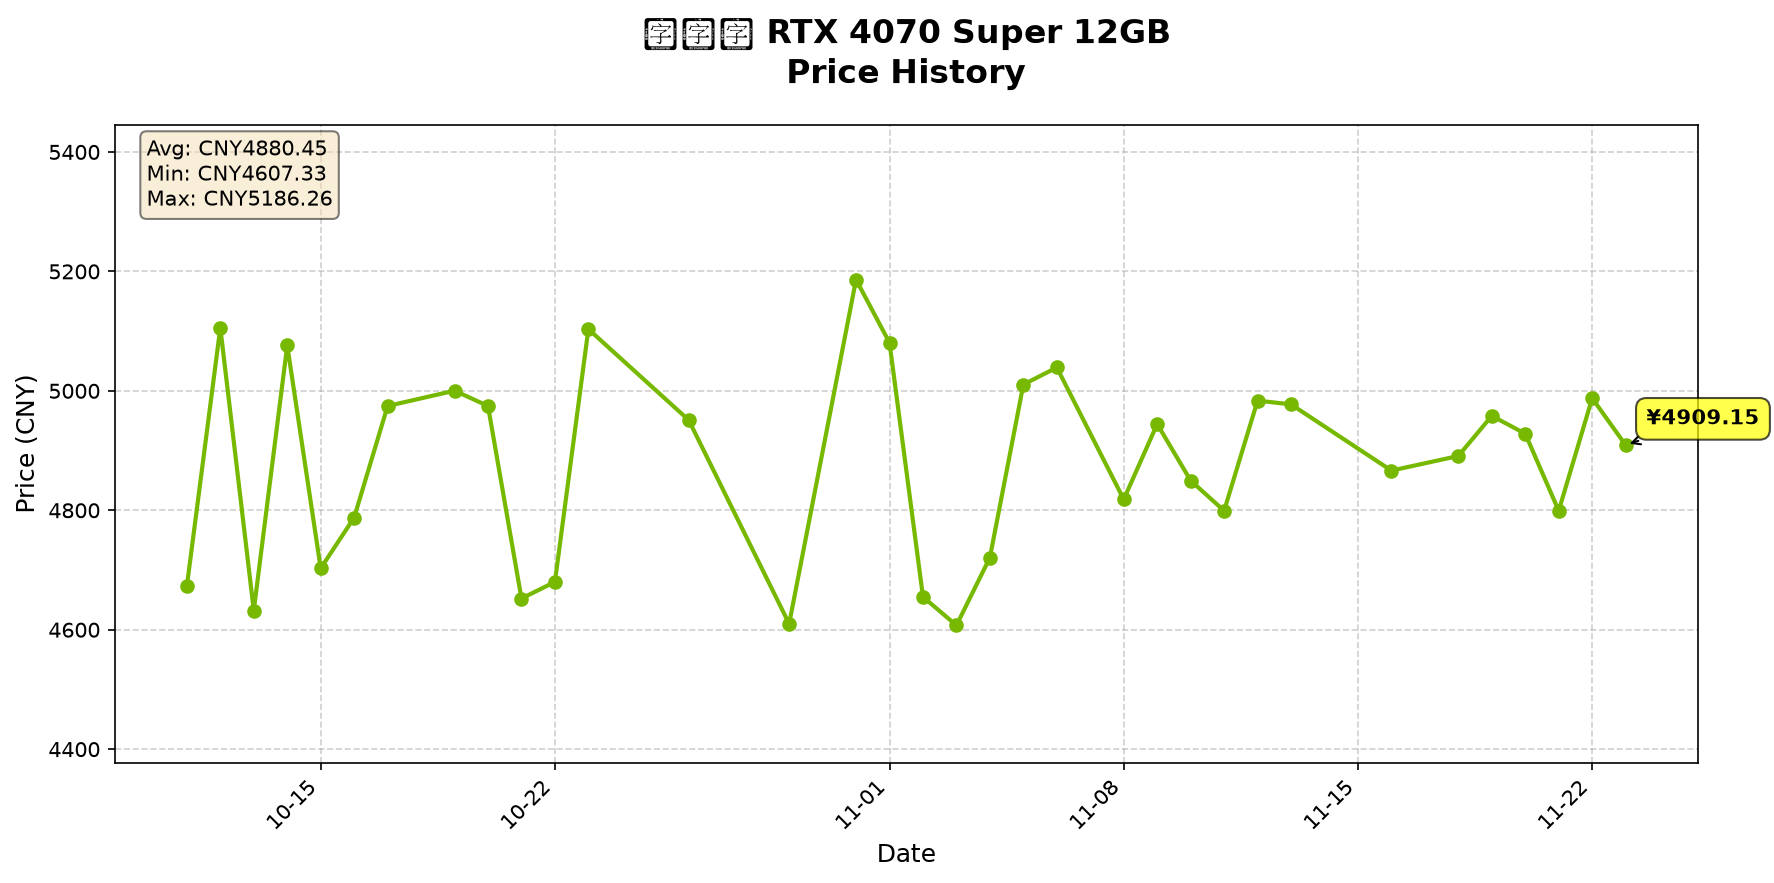 RTX 4070 Super 12GB
Price History
Avg: CNY4880.45
Min: CNY4607.33
Max: CNY5186.26
Price (CNY)
5400
5200
5000
4800
4600
4400
¥4909.15
10-15
10-22
11-01
11-08
11-15
11-22
Date